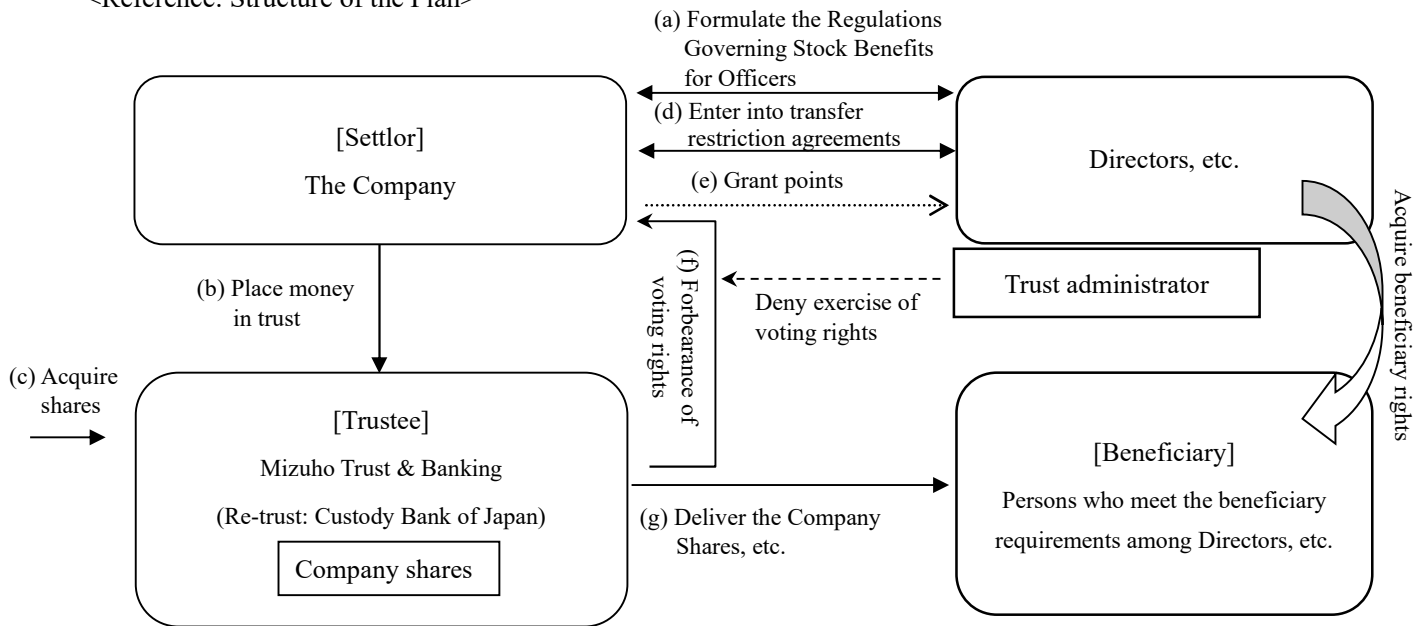 <Reference: Structure of the Plan>
(a) Formulate the Regulations
Governing Stock Benefits
for Officers
[Settlor]
The Company
(d) Enter into transfer
restriction agreements
(e) Grant points
Directors, etc.
Acquire beneficiary rights
(b) Place money
in trust
(f) Forbearance of
voting rights
Deny exercise of
voting rights
Trust administrator
(c) Acquire
shares
[Trustee]
Mizuho Trust & Banking
(Re-trust: Custody Bank of Japan)
Company shares
(g) Deliver the Company
Shares, etc.
[Beneficiary]
Persons who meet the beneficiary
requirements among Directors, etc.